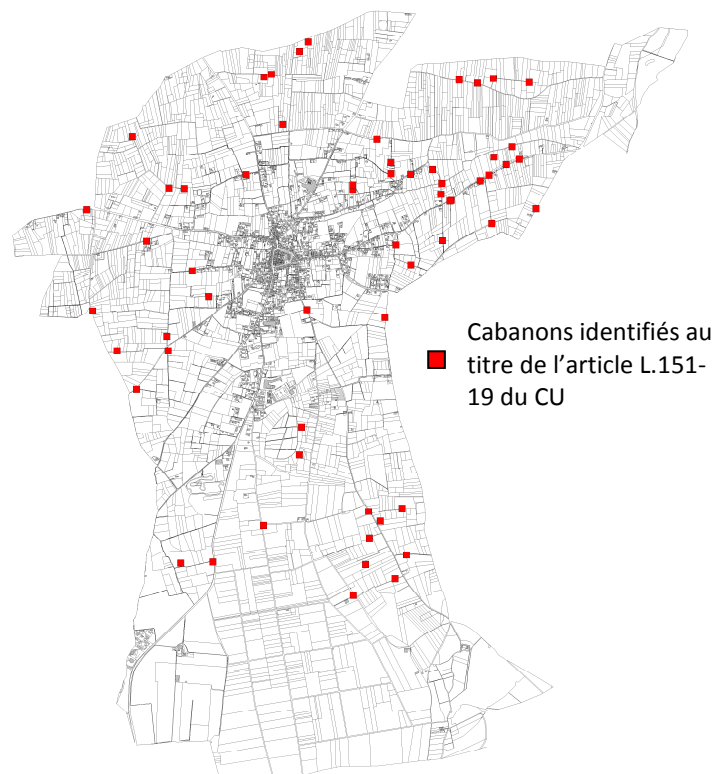 Cabanons identifiés au
titre de l’article L.151-
19 du CU